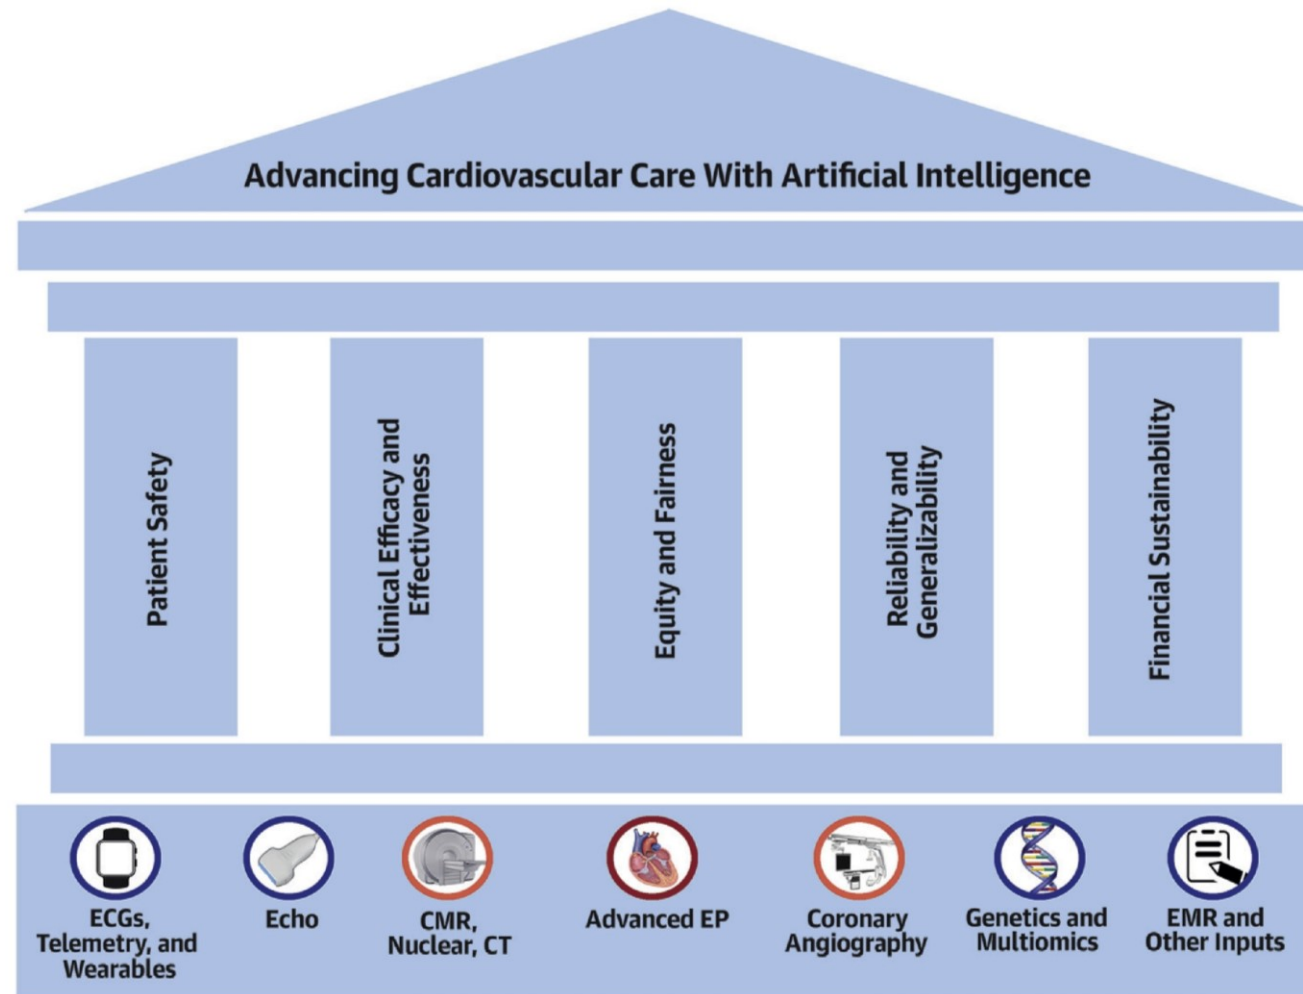 Advancing Cardiovascular Care With Artificial Intelligence
Patient Safety
Clinical Efficacy and
Effectiveness
Equity and Fairness
Reliability and
Generalizability
Financial Sustainability
ECGs,
Telemetry, and
Wearables
Echo
CMR,
Nuclear, CT
Advanced EP
Coronary
Angiography
Genetics and
Multiomics
EMR and
Other Inputs